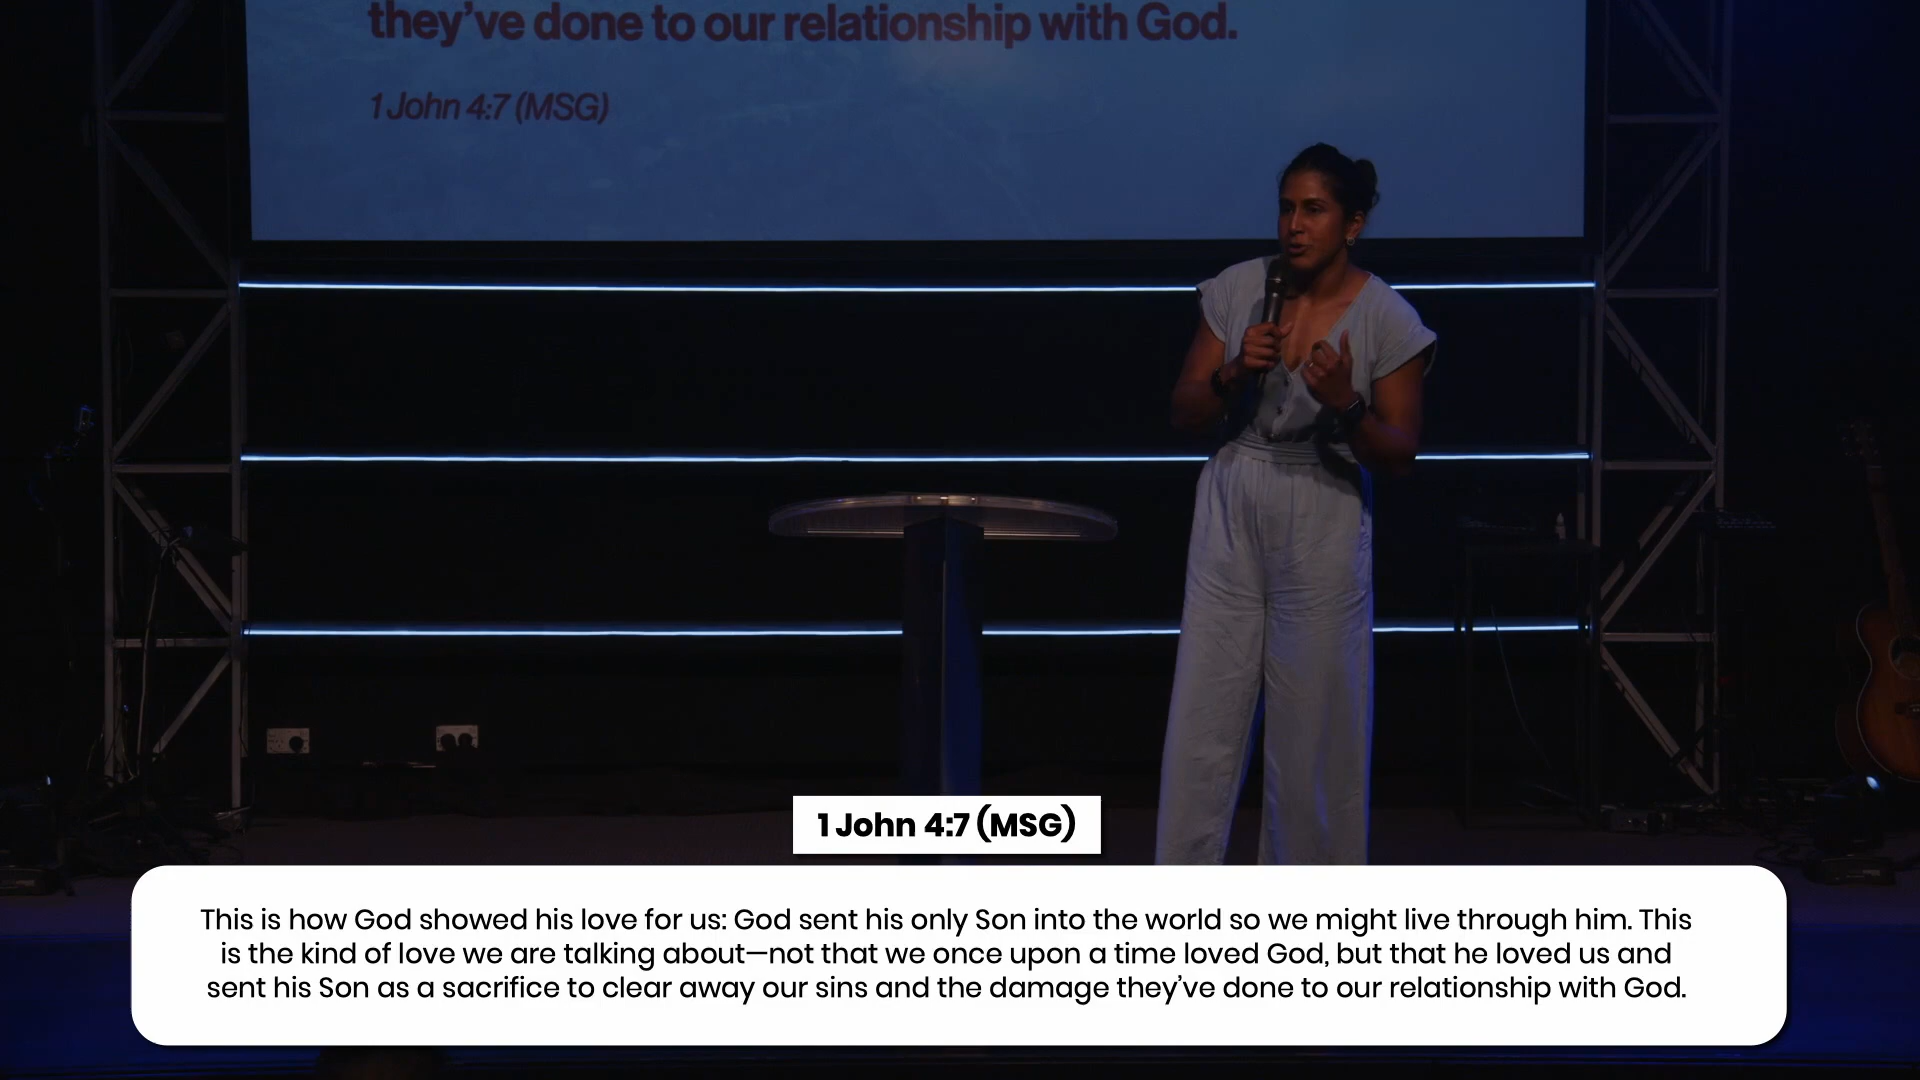 they've done to our relationship with God.
1 John 4:7 (MSG)
1 John 4:7 (MSG)
This is how God showed his love for us: God sent his only Son into the world so we might live through him. This
is the kind of love we are talking about—not that we once upon a time loved God, but that he loved us and
sent his Son as a sacrifice to clear away our sins and the damage they've done to our relationship with God.